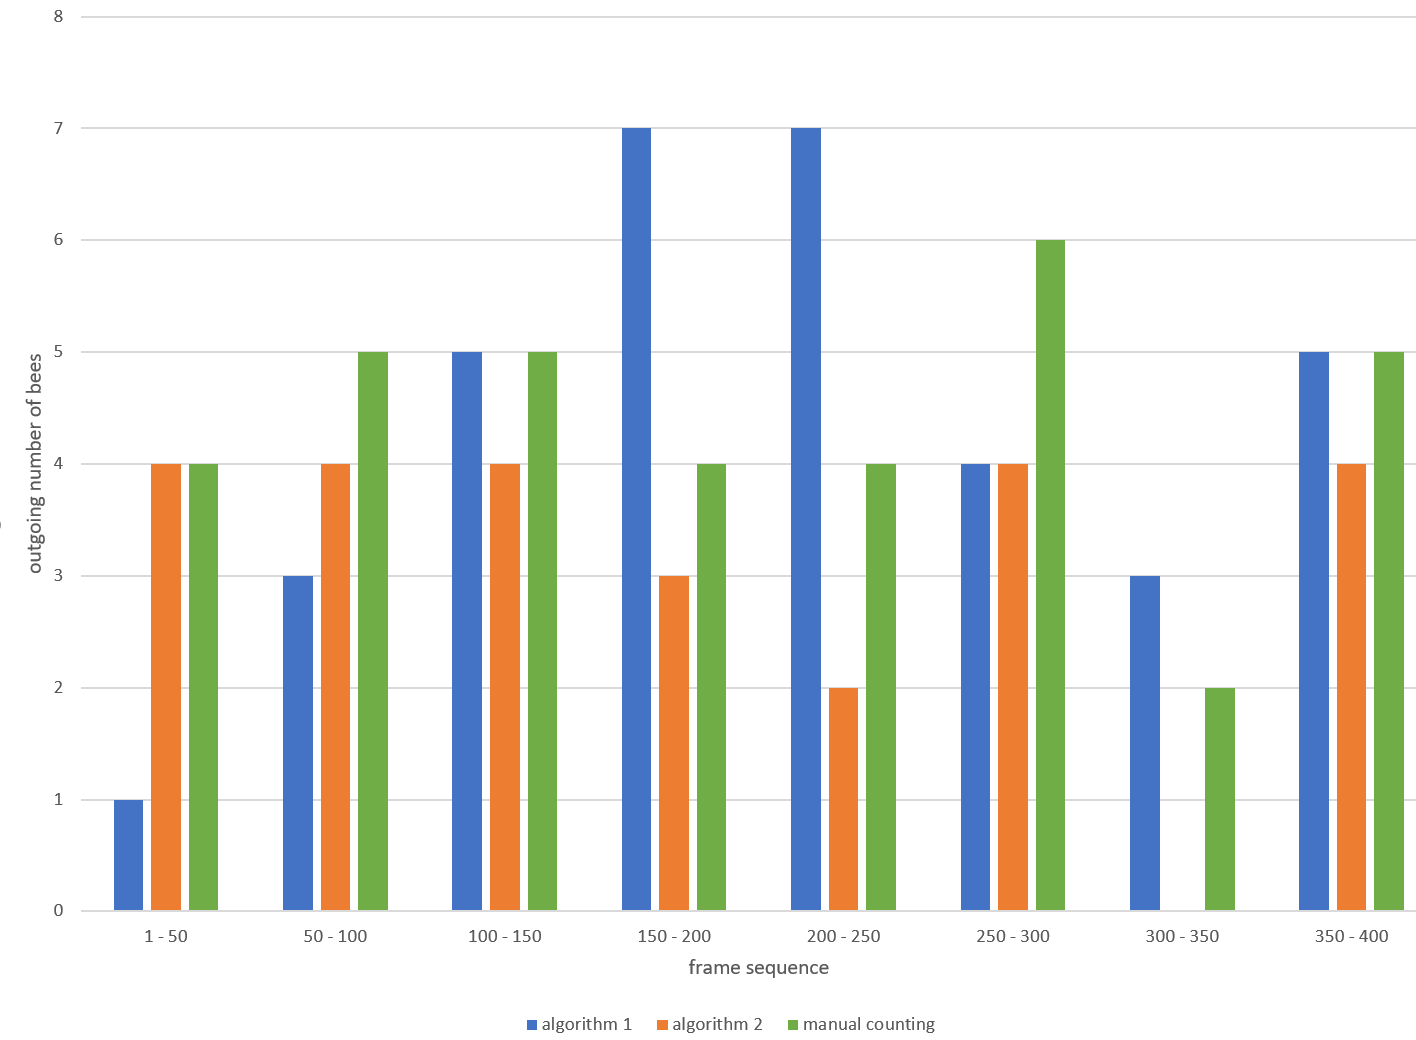 8
7
6
5
4
3
2
1
0
outgoing number of bees
1 - 50
50 - 100
100 - 150
150 - 200
200 - 250
250 - 300
300 - 350
350 - 400
frame sequence
algorithm 1
algorithm 2
manual counting